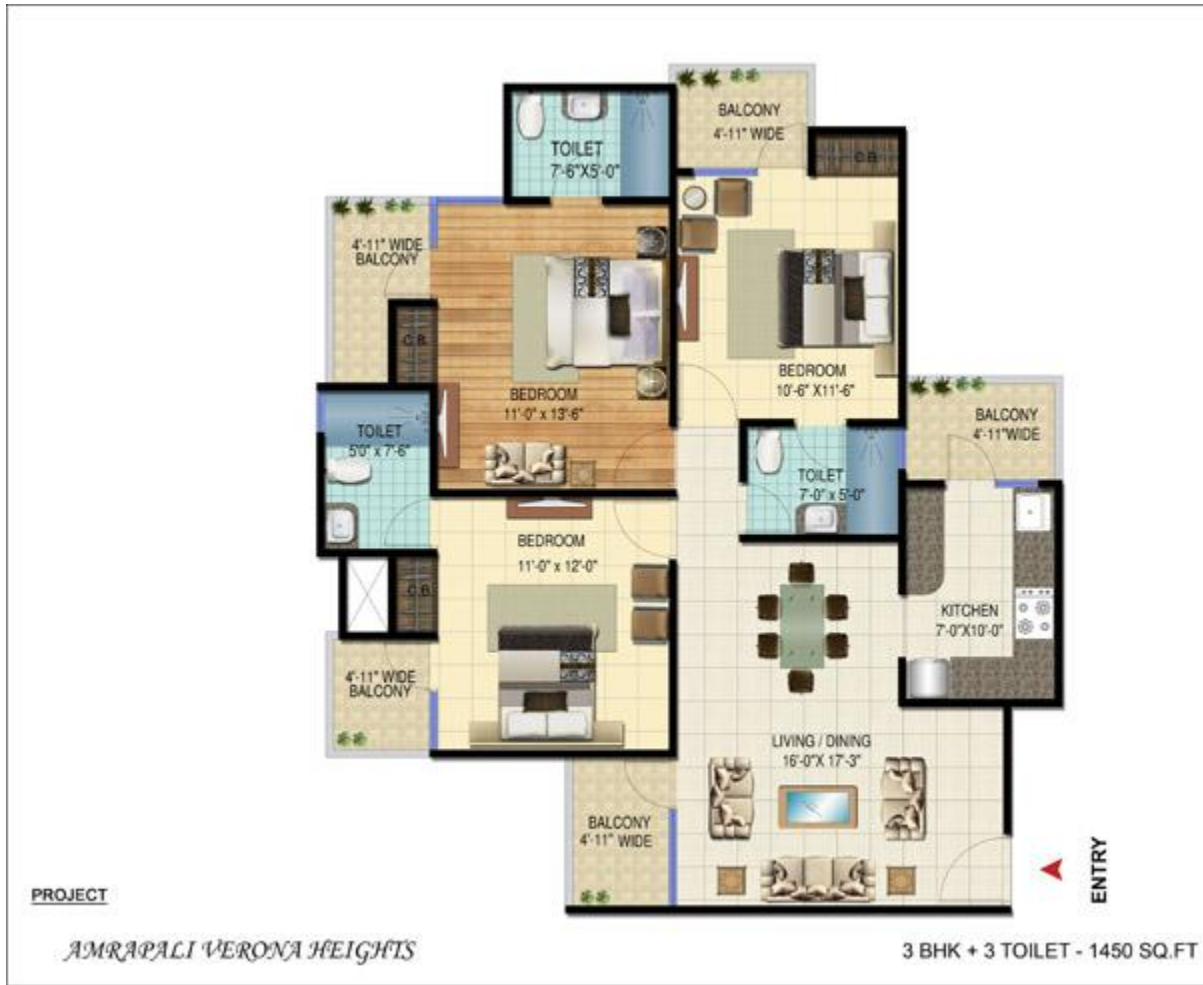 BALCONY
4'-11" WIDE
TOILET
7'-6"X5'-0"
C.B.
4'-11" WIDE
BALCONY
C.B.
BEDROOM
11'-0" x 13'-6"
BEDROOM
10'-6" X11'-6"
BALCONY
4'-11"WIDE
TOILET
5'0" x 7'-6"
TOILET
7'-0" x 5'-0"
BEDROOM
11'-0" x 12'-0"
C.B.
KITCHEN
7'-0"X10'-0"
4'-11" WIDE
BALCONY
LIVING / DINING
16'-0"X 17'-3"
BALCONY
4'-11" WIDE
ENTRY
PROJECT
AMRAPALI VERONA HEIGHTS
3 BHK + 3 TOILET - 1450 SQ.FT